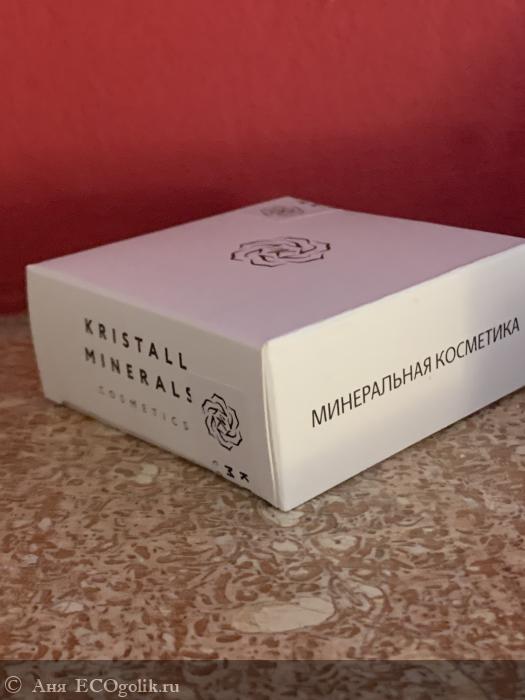 KRISTALL
MINERALS
COSMETICS
МИНЕРАЛЬНАЯ КОСМЕТИКА
© Аня ECOgolik.ru